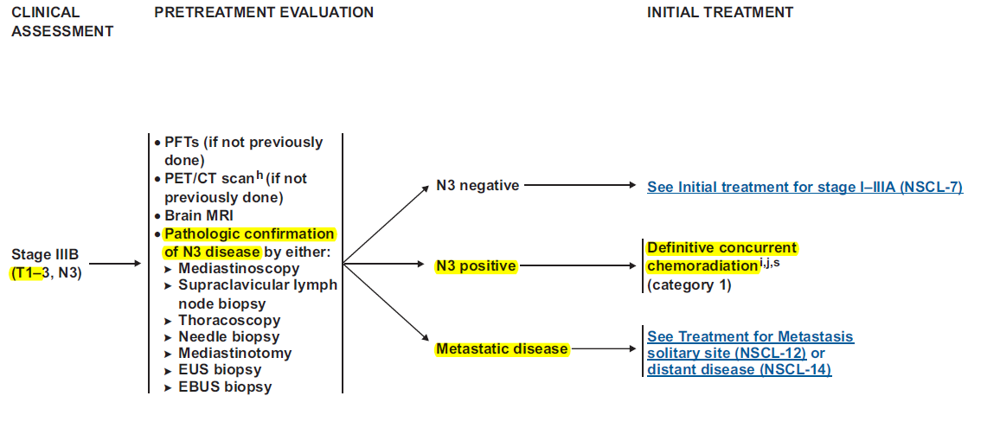 CLINICAL
ASSESSMENT
PRETREATMENT EVALUATION
INITIAL TREATMENT
Stage IIIB
(T1–3, N3)
• PFTs (if not previously
done)
• PET/CT scanh (if not
previously done)
• Brain MRI
• Pathologic confirmation
of N3 disease by either:
➤ Mediastinoscopy
➤ Supraclavicular lymph
node biopsy
➤ Thoracoscopy
➤ Needle biopsy
➤ Mediastinotomy
➤ EUS biopsy
➤ EBUS biopsy
N3 negative
See Initial treatment for stage I–IIIA (NSCL-7)
N3 positive
Definitive concurrent
chemoradiationi,j,s
(category 1)
Metastatic disease
See Treatment for Metastasis
solitary site (NSCL-12) or
distant disease (NSCL-14)